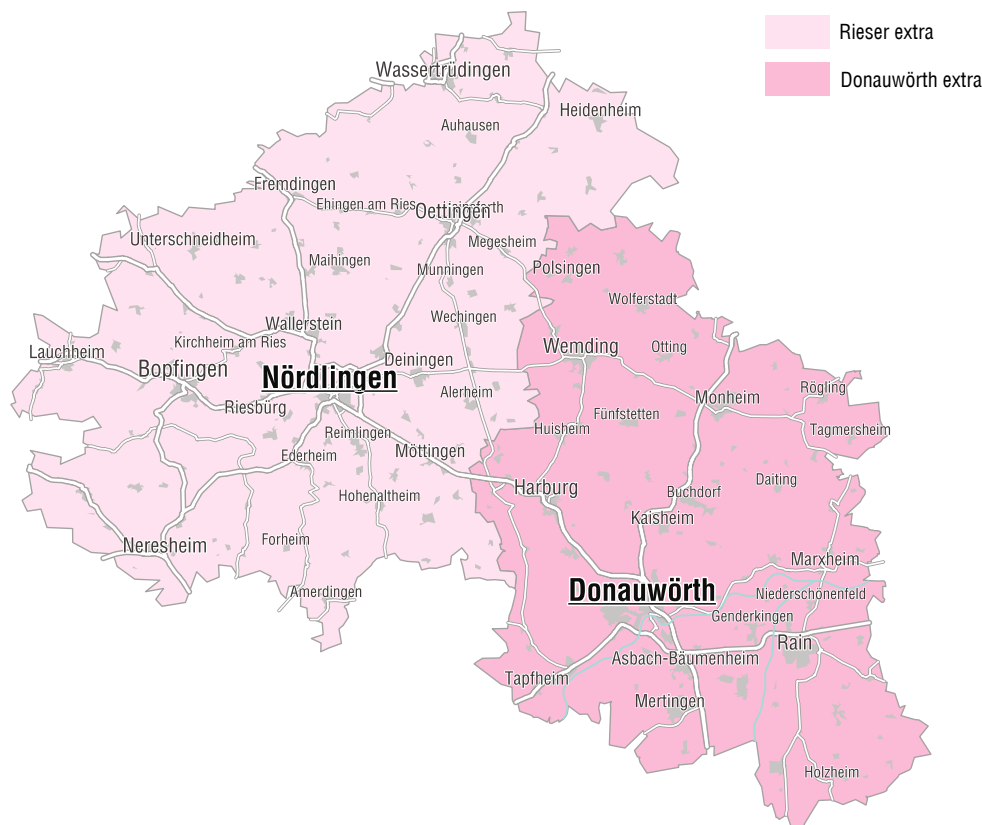 Rieser extra
Donauwörth extra
Wassertrüdingen
Heidenheim
Auhausen
Fremdingen
Ehingen am Ries
Oettingen
Unterschneidheim
Megesheim
Maihingen
Munningen
Polsingen
Wolferstadt
Wechingen
Wallerstein
Kirchheim am Ries
Lauchheim
Bopfingen
Deiningen
Wemding
Otting
Nördlingen
Alerheim
Monheim
Rögling
Riesbürg
Fünfstetten
Reimlingen
Huisheim
Tagmersheim
Ederheim
Möttingen
Hohenaltheim
Harburg
Buchdorf
Daiting
Kaisheim
Neresheim
Forheim
Marxheim
Amerdingen
Donauwörth
Niederschönenfeld
Genderkingen
Rain
Asbach-Bäumenheim
Tapfheim
Mertingen
Holzheim